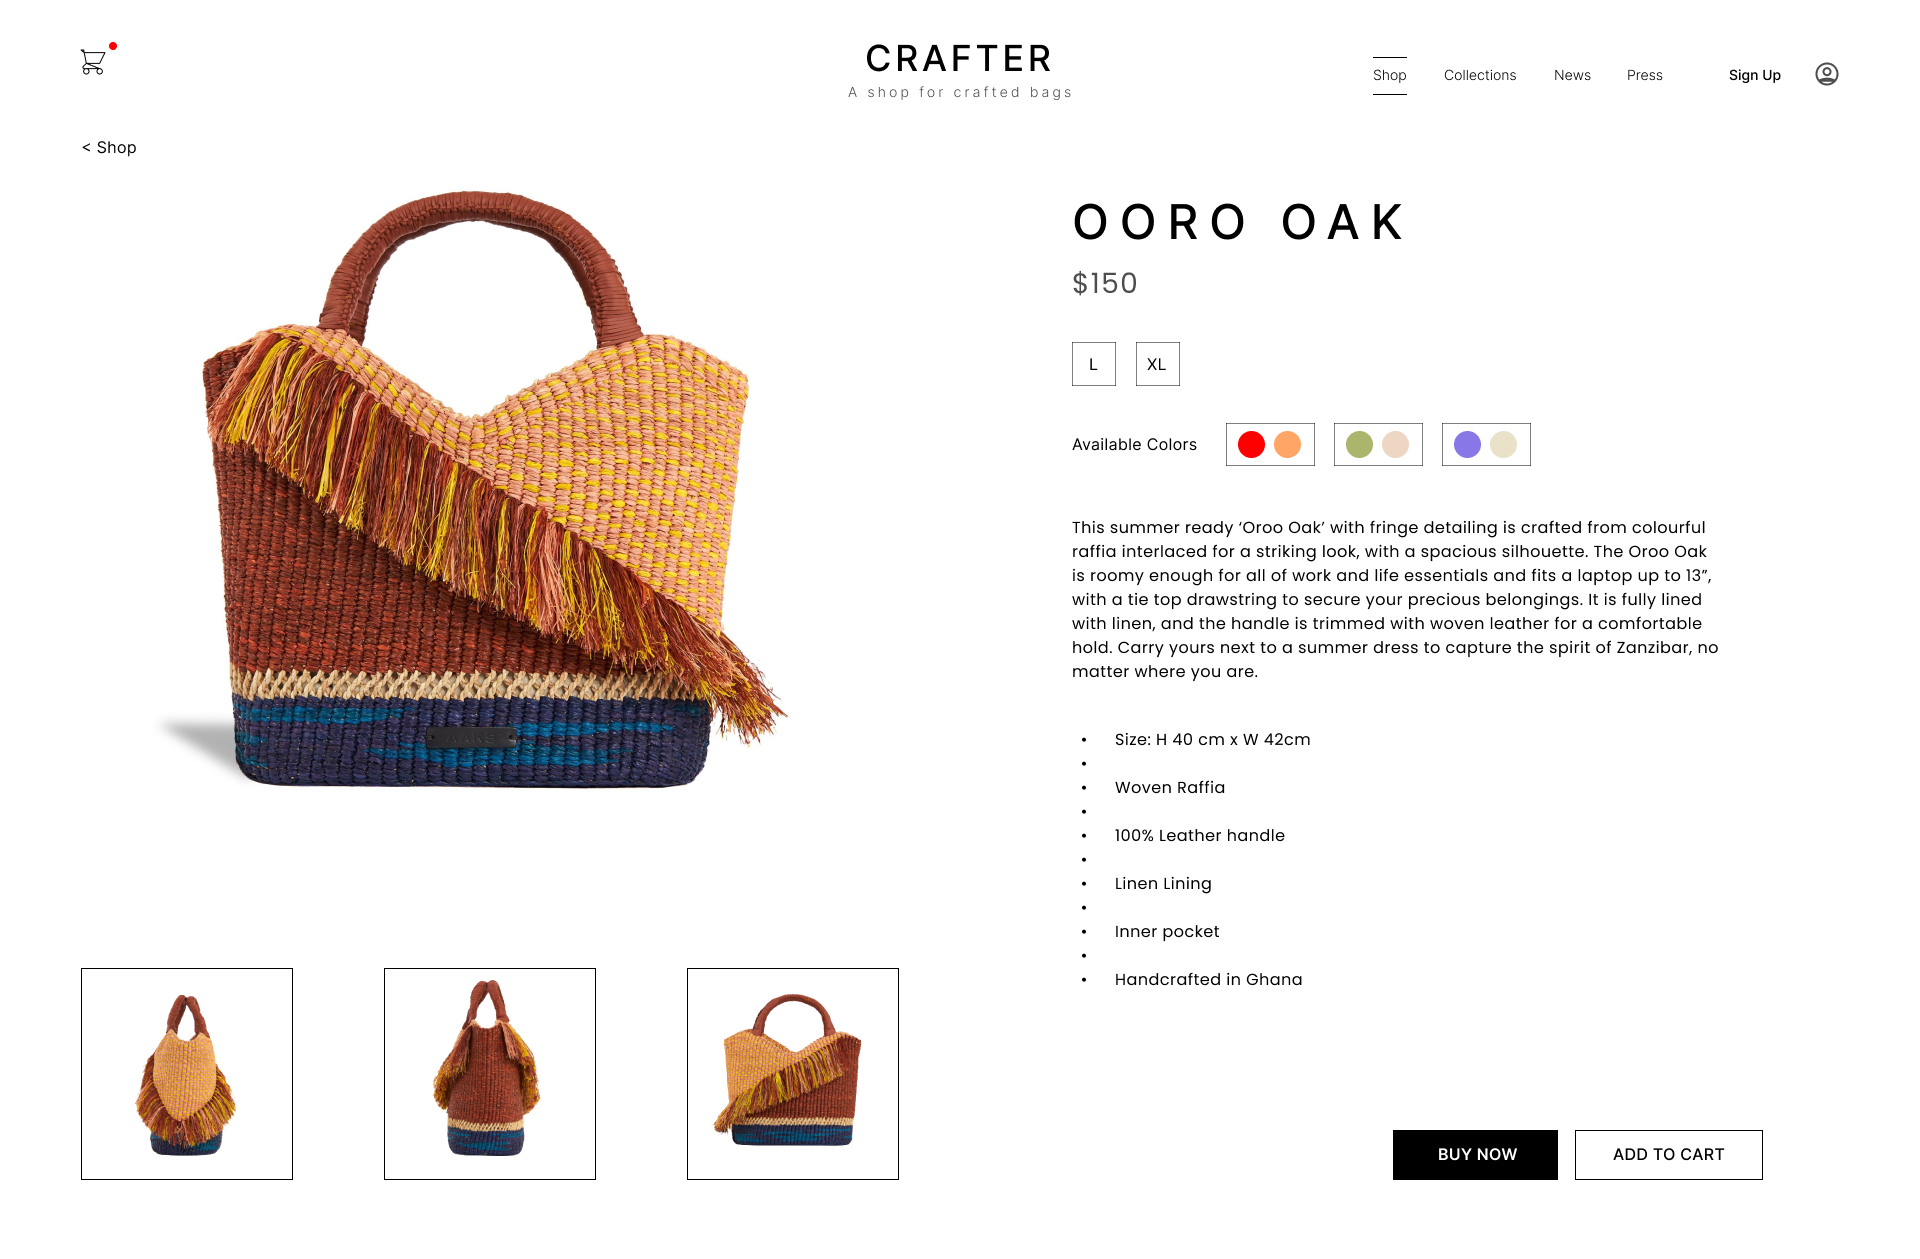 CRAFTER
A shop for crafted bags
Shop
Collections
News
Press
Sign Up
< Shop
OORO OAK
$150
L
XL
Available Colors
This summer ready ‘Oroo Oak’ with fringe detailing is crafted from colourful
raffia interlaced for a striking look, with a spacious silhouette. The Oroo Oak
is roomy enough for all of work and life essentials and fits a laptop up to 13”,
with a tie top drawstring to secure your precious belongings. It is fully lined
with linen, and the handle is trimmed with woven leather for a comfortable
hold. Carry yours next to a summer dress to capture the spirit of Zanzibar, no
matter where you are.
• Size: H 40 cm x W 42cm
•
• Woven Raffia
•
• 100% Leather handle
•
• Linen Lining
•
• Inner pocket
•
• Handcrafted in Ghana
BUY NOW
ADD TO CART